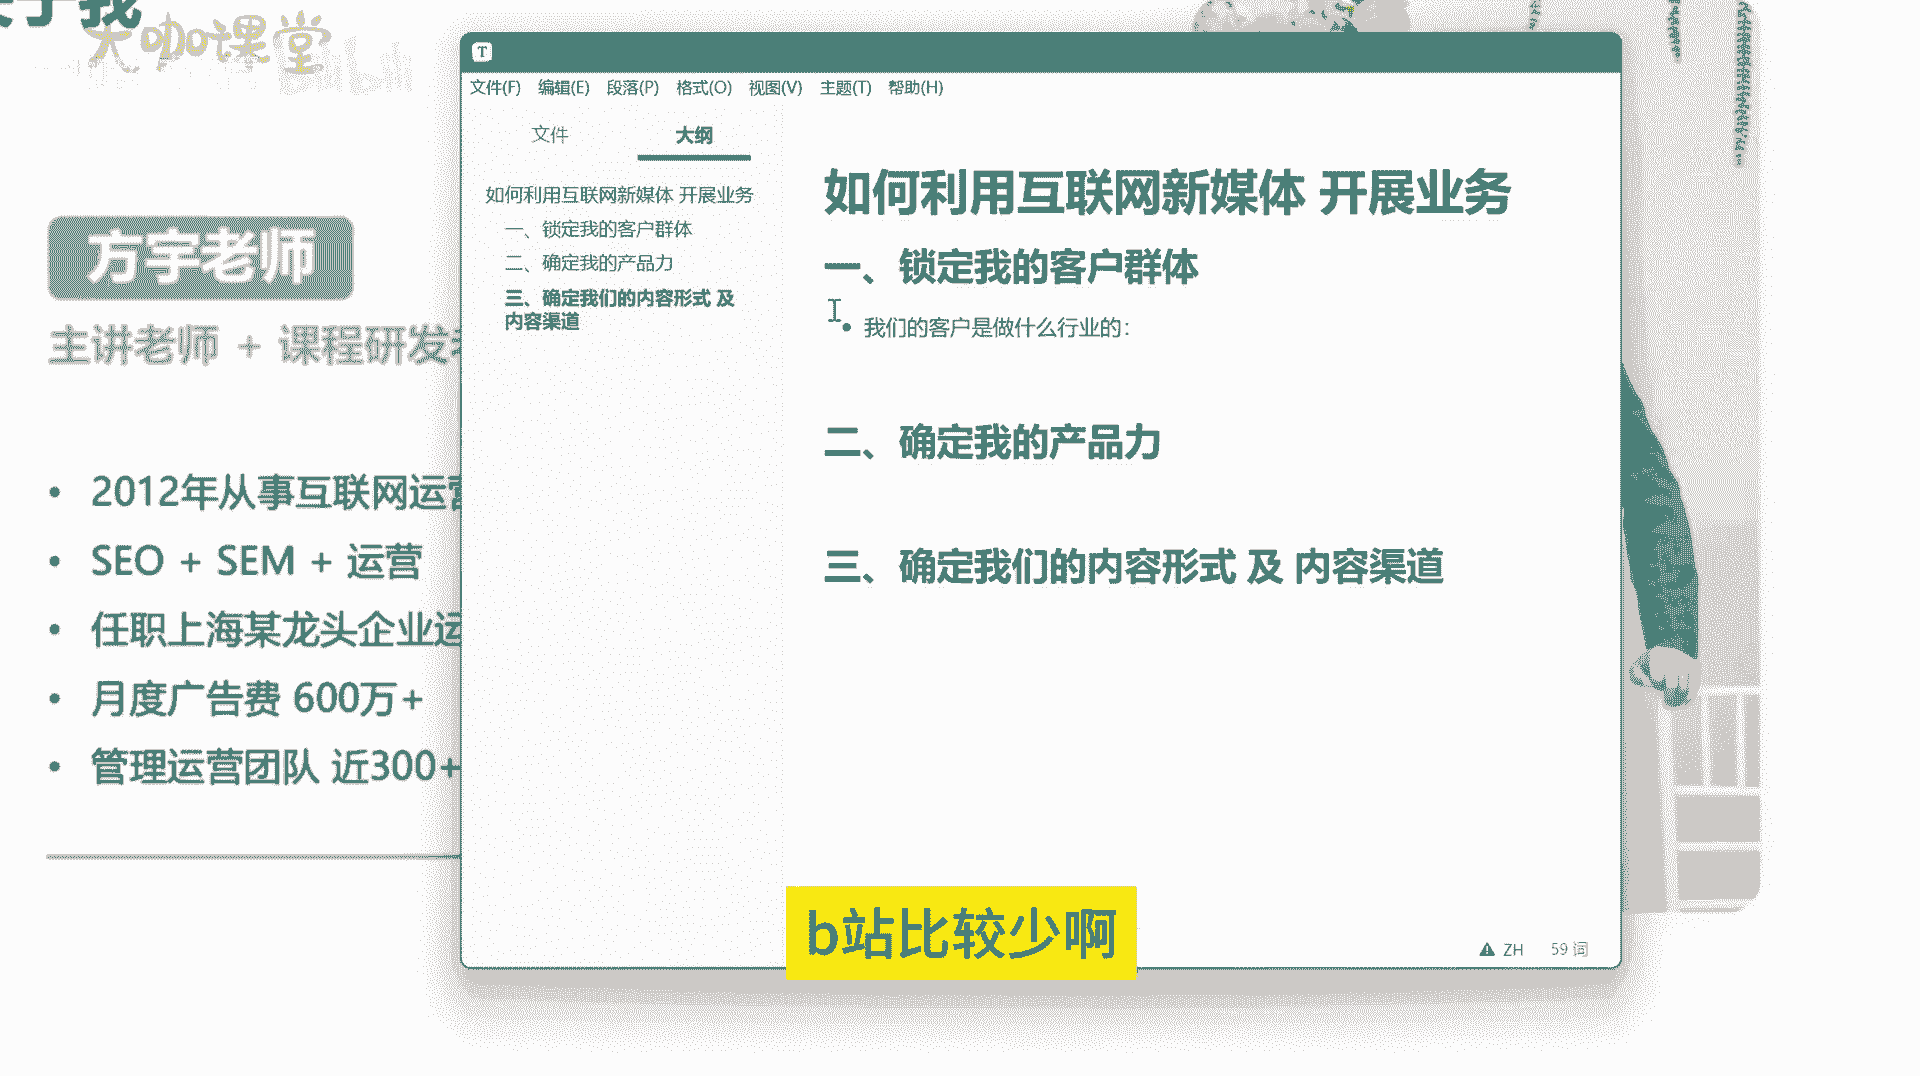 关于我
大咖课堂
bilibili
方宇老师
主讲老师 + 课程研发
2012年从事互联网运营
SEO + SEM + 运营
任职上海某龙头企业运
月度广告费 600万+
管理运营团队 近300+
T
文件(F) 编辑(E) 段落(P) 格式(O) 视图(V) 主题(T) 帮助(H)
文件 大纲
如何利用互联网新媒体 开展业务
一、锁定我的客户群体
二、确定我的产品力
三、确定我们的内容形式 及
内容渠道
如何利用互联网新媒体 开展业务
一、锁定我的客户群体
• 我们的客户是做什么行业的：
二、确定我的产品力
三、确定我们的内容形式 及 内容渠道
b站比较少啊
ZH 59 词